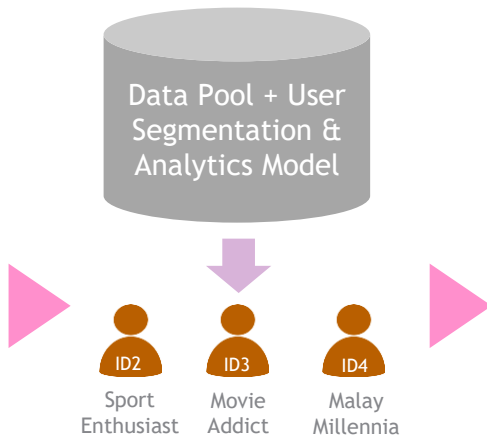 Data Pool + User
Segmentation &
Analytics Model
ID2
ID3
ID4
Sport
Enthusiast
Movie
Addict
Malay
Millennia